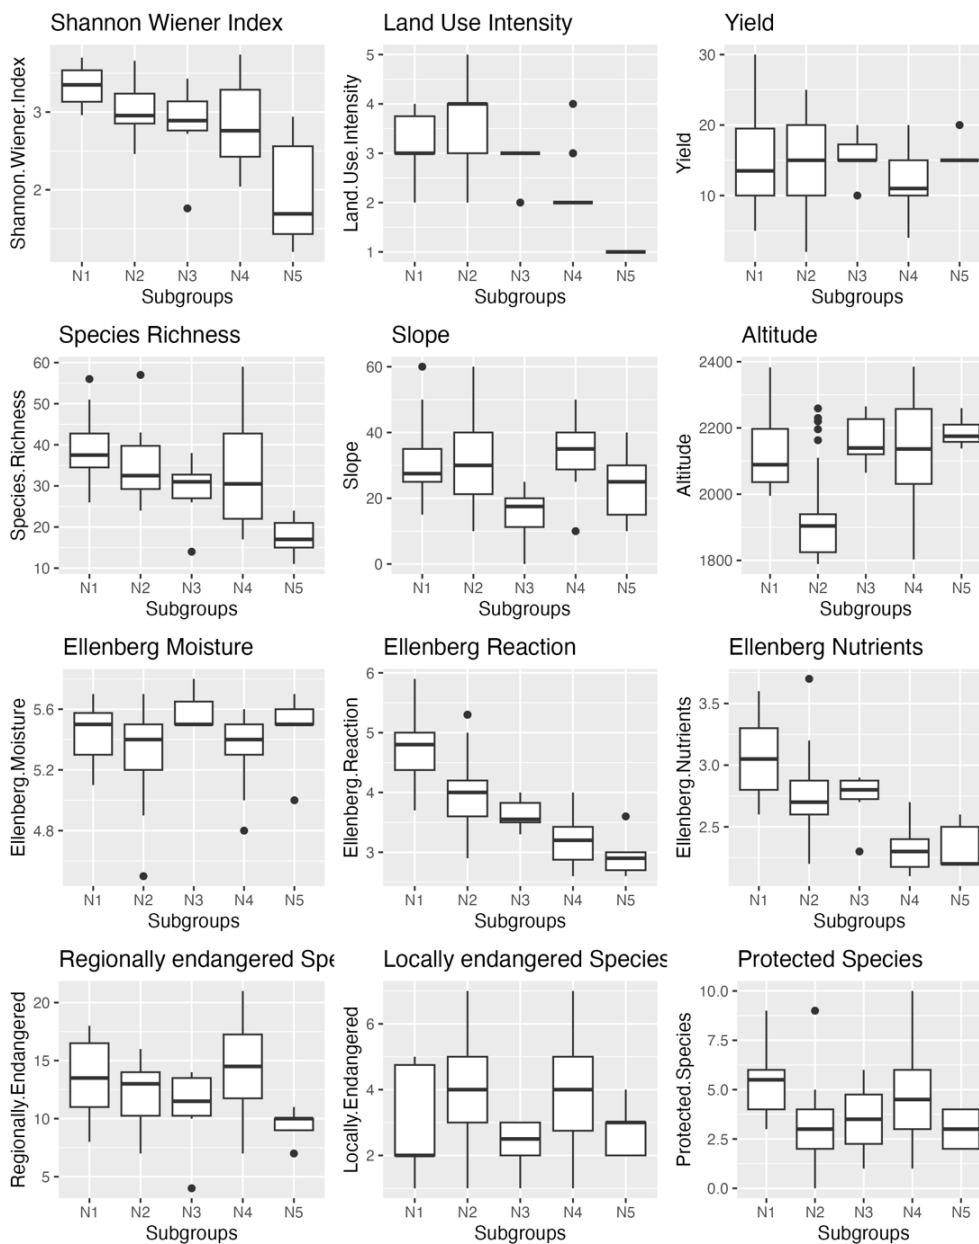 Shannon Wiener Index
Shannon.Wiener.Index
3
2
N1 N2 N3 N4 N5
Subgroups
Land Use Intensity
Land.Use.Intensity
5
4
3
2
1
N1 N2 N3 N4 N5
Subgroups
Yield
Yield
30
20
10
N1 N2 N3 N4 N5
Subgroups
Species Richness
Species.Richness
60
50
40
30
20
10
N1 N2 N3 N4 N5
Subgroups
Slope
Slope
60
40
20
0
N1 N2 N3 N4 N5
Subgroups
Altitude
Altitude
2400
2200
2000
1800
N1 N2 N3 N4 N5
Subgroups
Ellenberg Moisture
Ellenberg.Moisture
5.6
5.2
4.8
N1 N2 N3 N4 N5
Subgroups
Ellenberg Reaction
Ellenberg.Reaction
6
5
4
3
N1 N2 N3 N4 N5
Subgroups
Ellenberg Nutrients
Ellenberg.Nutrients
3.5
3.0
2.5
N1 N2 N3 N4 N5
Subgroups
Regionally endangered Spe
Regionally.Endangered
20
15
10
5
N1 N2 N3 N4 N5
Subgroups
Locally endangered Species
Locally.Endangered
6
4
2
N1 N2 N3 N4 N5
Subgroups
Protected Species
Protected.Species
10.0
7.5
5.0
2.5
0.0
N1 N2 N3 N4 N5
Subgroups